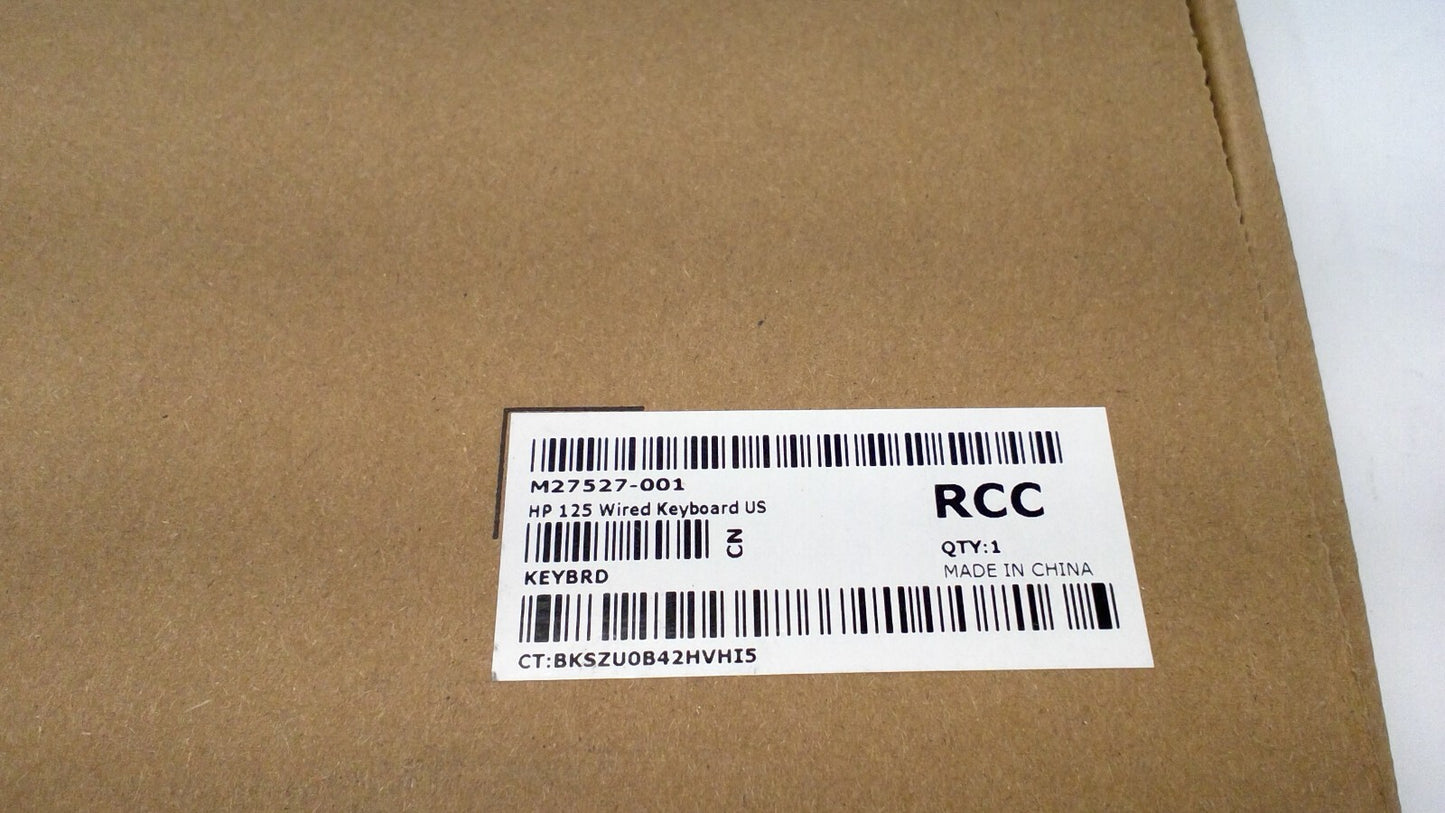 M27527-001
RCC
HP 125 Wired Keyboard US
CN
QTY:1
KEYBRD
MADE IN CHINA
CT:BKSZU0B42HVHI5